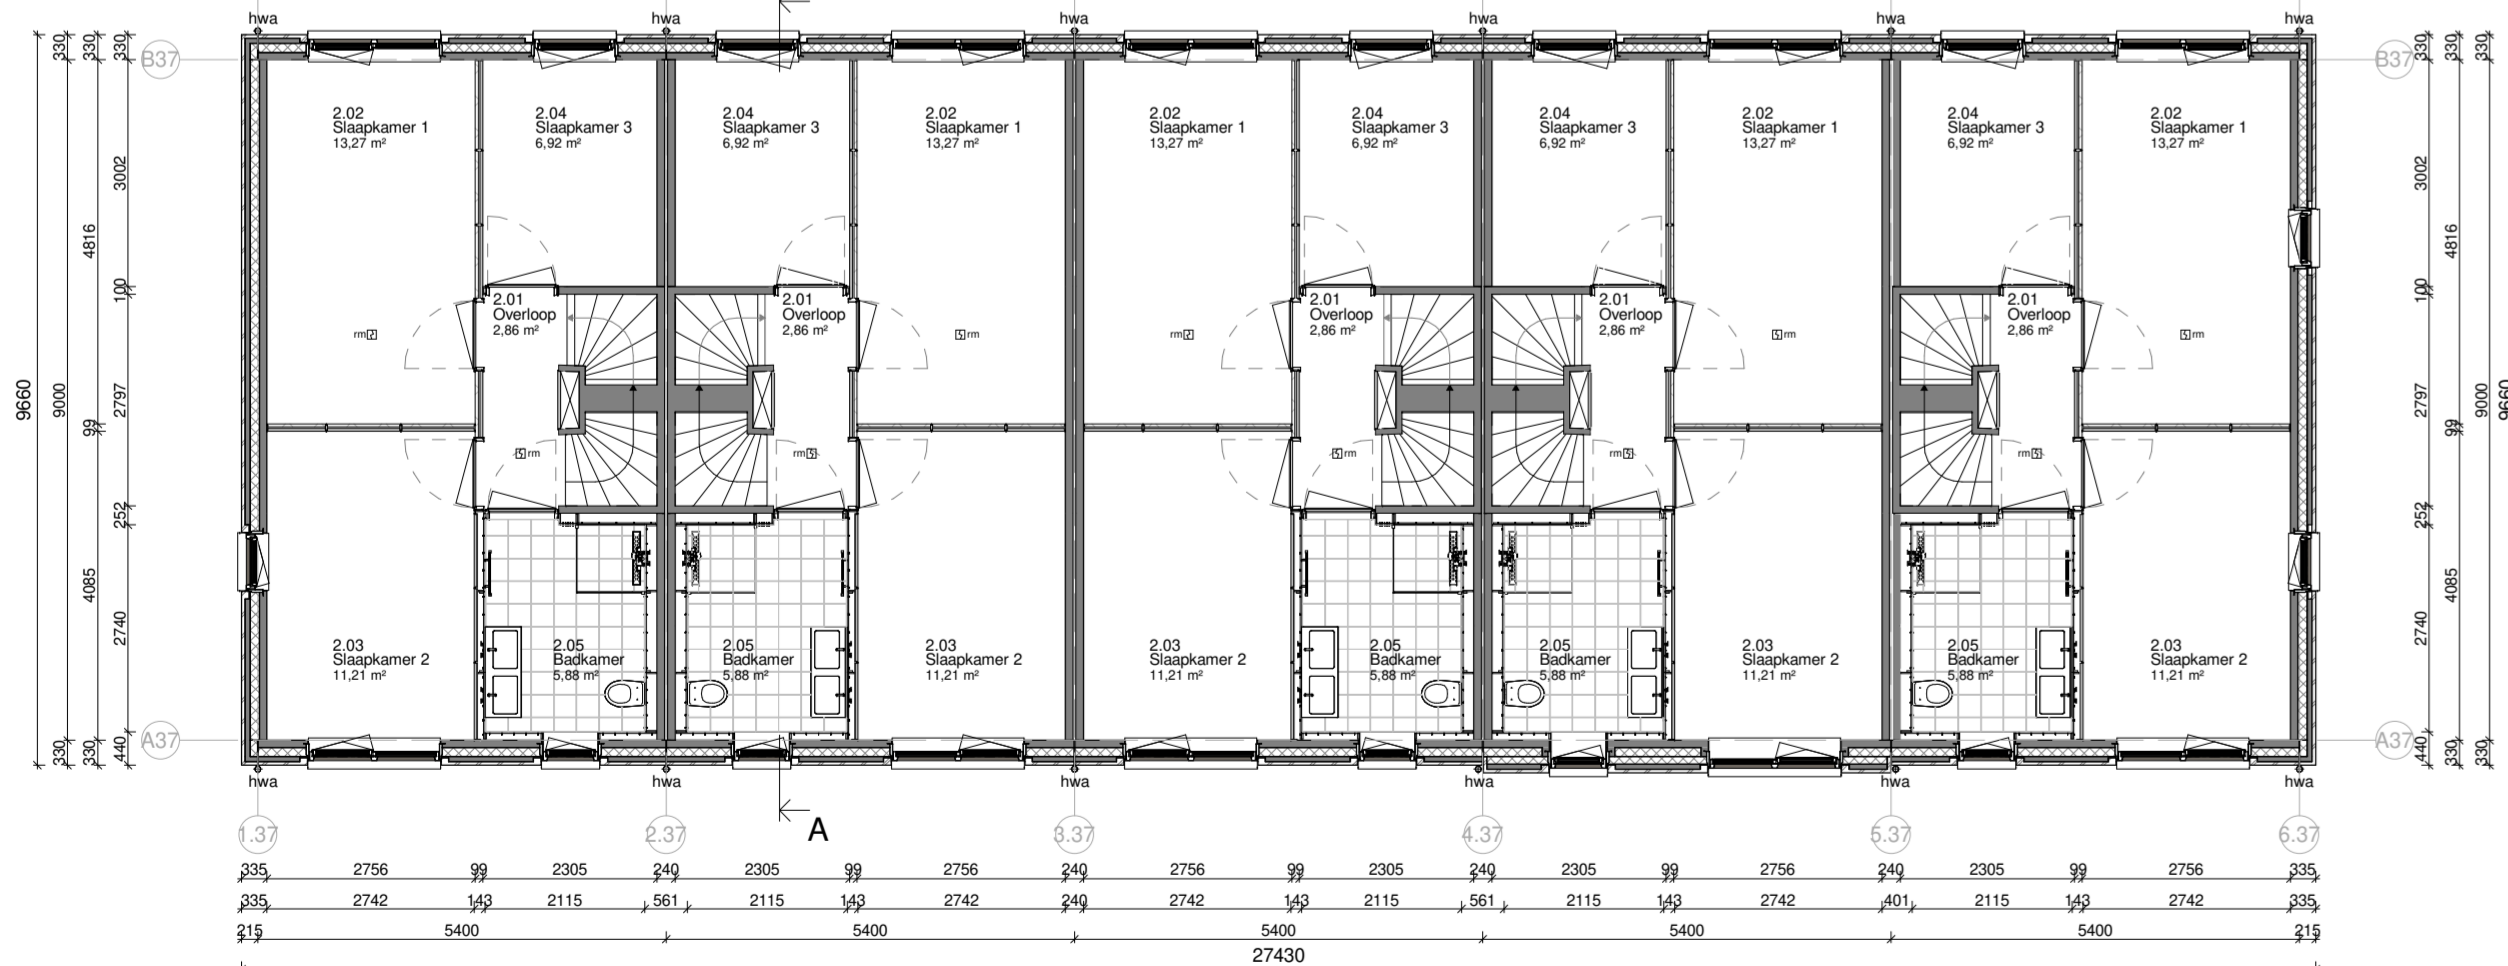 hwa hwa hwa hwa hwa hwa
330 330 330 330 330 330 330
B37 B37
2.02 2.04 2.04 2.02 2.02 2.04 2.04 2.02 2.04 2.02
Slaapkamer 1 Slaapkamer 3 Slaapkamer 3 Slaapkamer 1 Slaapkamer 1 Slaapkamer 3 Slaapkamer 3 Slaapkamer 1 Slaapkamer 3 Slaapkamer 1
13,27 m² 6,92 m² 6,92 m² 13,27 m² 13,27 m² 6,92 m² 6,92 m² 13,27 m² 6,92 m² 13,27 m²
3002 3002
4816 4816
100 100
2.01 2.01 2.01 2.01 2.01
Overloop Overloop Overloop Overloop Overloop
2,86 m² 2,86 m² 2,86 m² 2,86 m² 2,86 m²
rm rm rm rm rm
9660 9000 2797 2797 9000 9660
99 99
rm rm rm rm rm
252 252
4085 4085
2740 2740
2.03 2.05 2.05 2.03 2.03 2.05 2.05 2.03 2.05 2.03
Slaapkamer 2 Badkamer Badkamer Slaapkamer 2 Slaapkamer 2 Badkamer Badkamer Slaapkamer 2 Badkamer Slaapkamer 2
11,21 m² 5,88 m² 5,88 m² 11,21 m² 11,21 m² 5,88 m² 5,88 m² 11,21 m² 5,88 m² 11,21 m²
A37 A37
330 330 440 440 330 330
hwa hwa hwa hwa hwa hwa
A
1.37 2.37 3.37 4.37 5.37 6.37
335 2756 99 2305 240 2305 99 2756 240 2756 99 2305 240 2305 99 2756 240 2305 99 2756 335
335 2742 143 2115 561 2115 143 2742 240 2742 143 2115 561 2115 143 2742 401 2115 143 2742 335
215 5400 5400 5400 5400 5400 215
27430